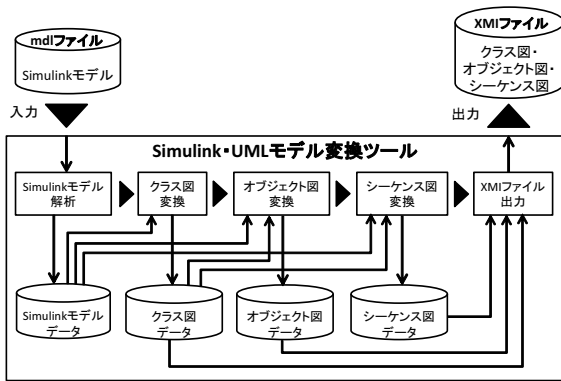 mdlファイル
Simulinkモデル
XMIファイル
クラス図・
オブジェクト図・
シーケンス図
入力
出力
Simulink・UMLモデル変換ツール
Simulinkモデル
解析
クラス図
変換
オブジェクト図
変換
シーケンス図
変換
XMIファイル
出力
Simulinkモデル
データ
クラス図
データ
オブジェクト図
データ
シーケンス図
データ